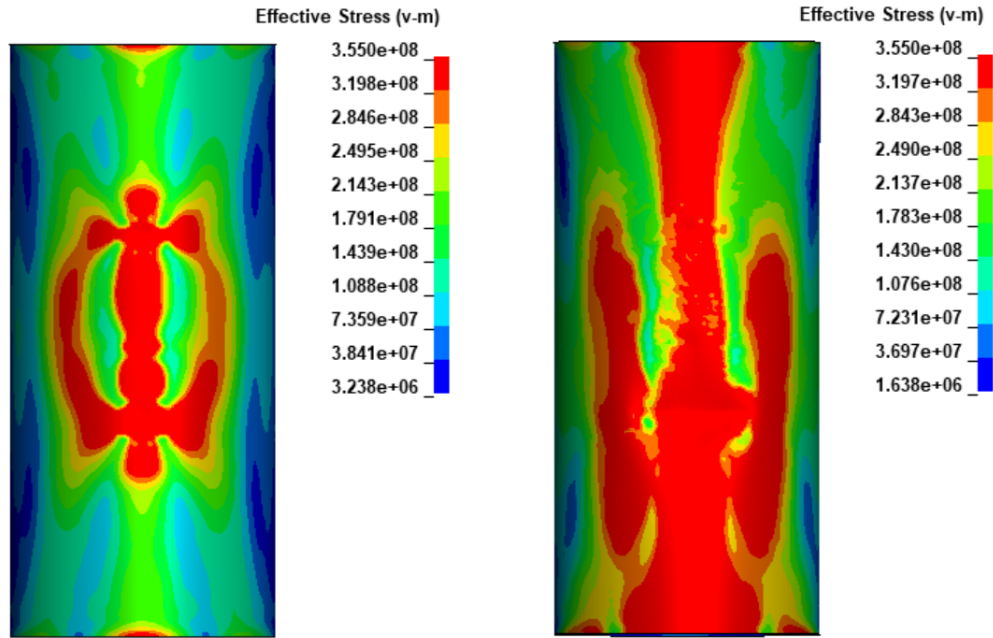 Effective Stress (v-m)
3.550e+08
3.198e+08
2.846e+08
2.495e+08
2.143e+08
1.791e+08
1.439e+08
1.088e+08
7.359e+07
3.841e+07
3.238e+06
Effective Stress (v-m)
3.550e+08
3.197e+08
2.843e+08
2.490e+08
2.137e+08
1.783e+08
1.430e+08
1.076e+08
7.231e+07
3.697e+07
1.638e+06